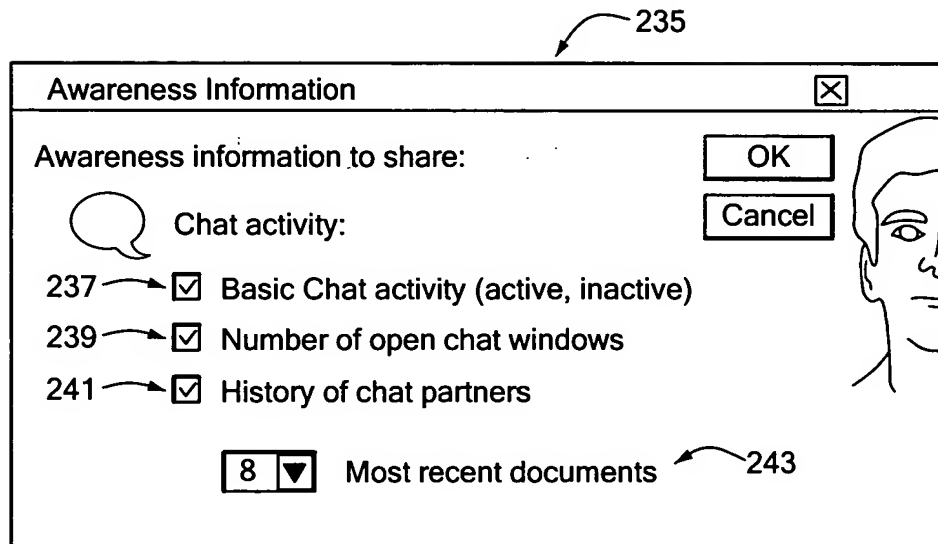 235
Awareness Information
Awareness information to share:
OK
Chat activity:
Cancel
237
Basic Chat activity (active, inactive)
239
Number of open chat windows
241
History of chat partners
8
Most recent documents
243